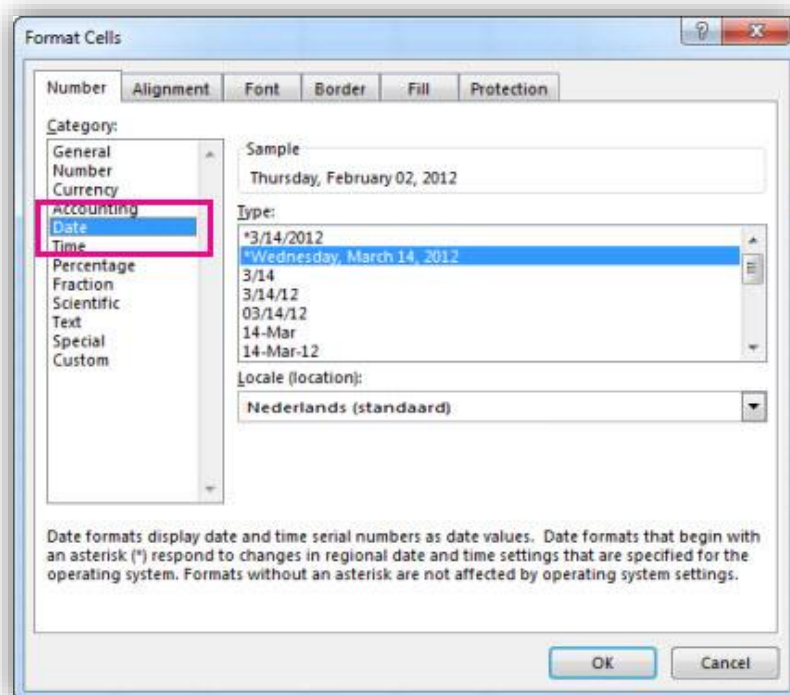 Format Cells
Number Alignment Font Border Fill Protection
Category:
General
Number
Currency
Accounting
Date
Time
Percentage
Fraction
Scientific
Text
Special
Custom
Sample
Thursday, February 02, 2012
Type:
*3/14/2012
*Wednesday, March 14, 2012
3/14
3/14/12
03/14/12
14-Mar
14-Mar-12
Locale (location):
Nederlands (standaard)
Date formats display date and time serial numbers as date values. Date formats that begin with
an asterisk (*) respond to changes in regional date and time settings that are specified for the
operating system. Formats without an asterisk are not affected by operating system settings.
OK Cancel